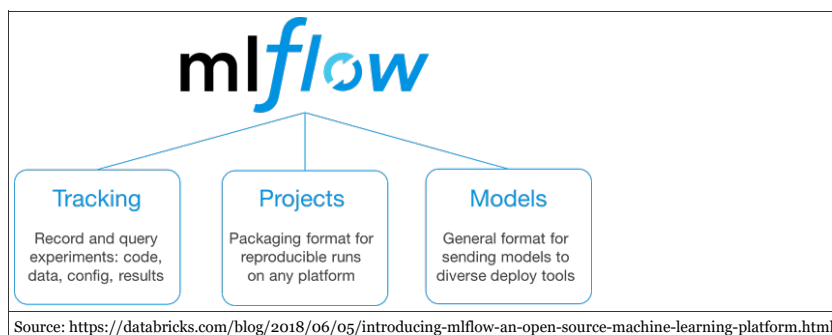 mlflow
Tracking
Record and query
experiments: code,
data, config, results
Projects
Packaging format for
reproducible runs
on any platform
Models
General format for
sending models to
diverse deploy tools
Source: https://databricks.com/blog/2018/06/05/introducing-mlflow-an-open-source-machine-learning-platform.html